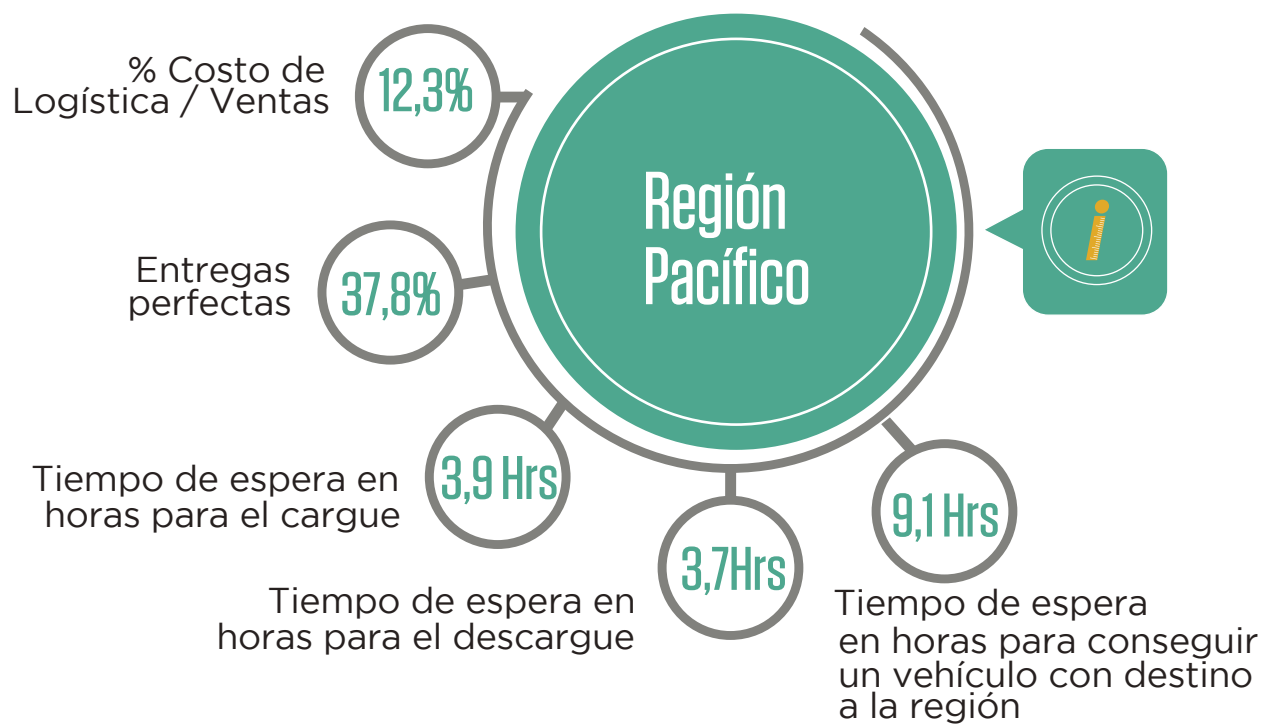 % Costo de
Logística / Ventas
12,3%
Región
Pacífico
Entregas
perfectas
37,8%
Tiempo de espera en
horas para el cargue
3,9 Hrs
Tiempo de espera en
horas para el descargue
3,7Hrs
9,1 Hrs
Tiempo de espera
en horas para conseguir
un vehículo con destino
a la región
i